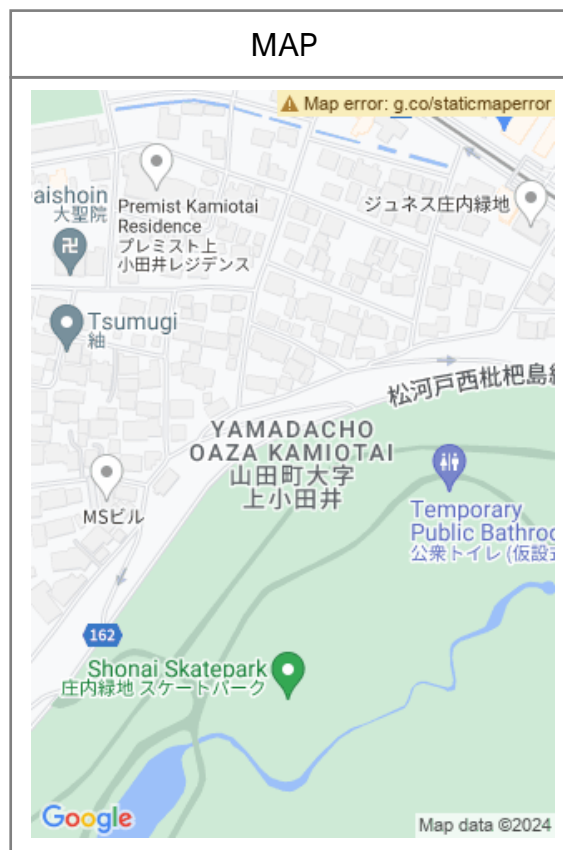 MAP
Map error: g.co/staticmaperror
aishoin
大聖院
Premist Kamiotai
Residence
プレミスト上
小田井レジデンス
ジュネス庄内緑地
Tsumugi
紬
松河戸西枇杷島
YAMADACHO
OAZA KAMIOTAI
山田町大字
上小田井
MSビル
Temporary
Public Bathroo
公衆トイレ (仮設
162
Shonai Skatepark
庄内緑地 スケートパーク
Google
Map data ©2024